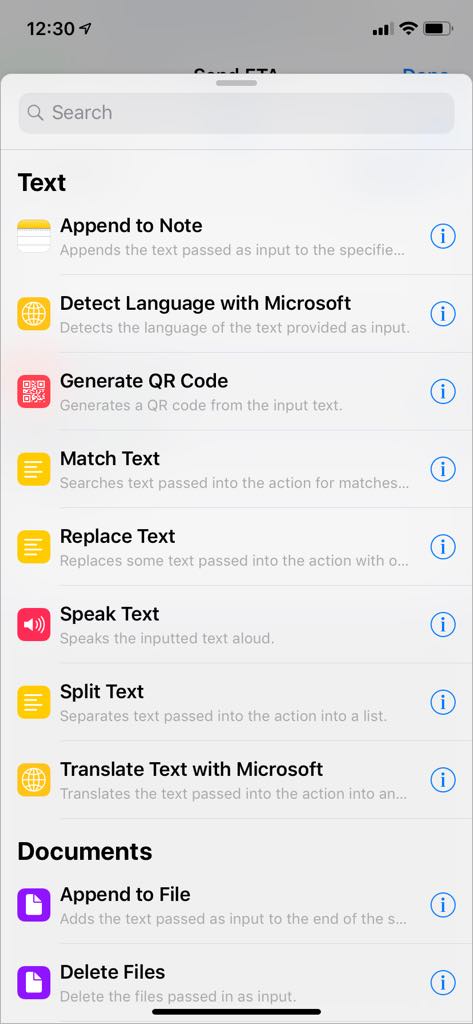 12:30
Send ETA
Done
Search
Text
Append to Note
Appends the text passed as input to the specifie...
Detect Language with Microsoft
Detects the language of the text provided as input.
Generate QR Code
Generates a QR code from the input text.
Match Text
Searches text passed into the action for matches...
Replace Text
Replaces some text passed into the action with o...
Speak Text
Speaks the inputted text aloud.
Split Text
Separates text passed into the action into a list.
Translate Text with Microsoft
Translates the text passed into the action into an...
Documents
Append to File
Adds the text passed as input to the end of the s...
Delete Files
Delete the files passed in as input.